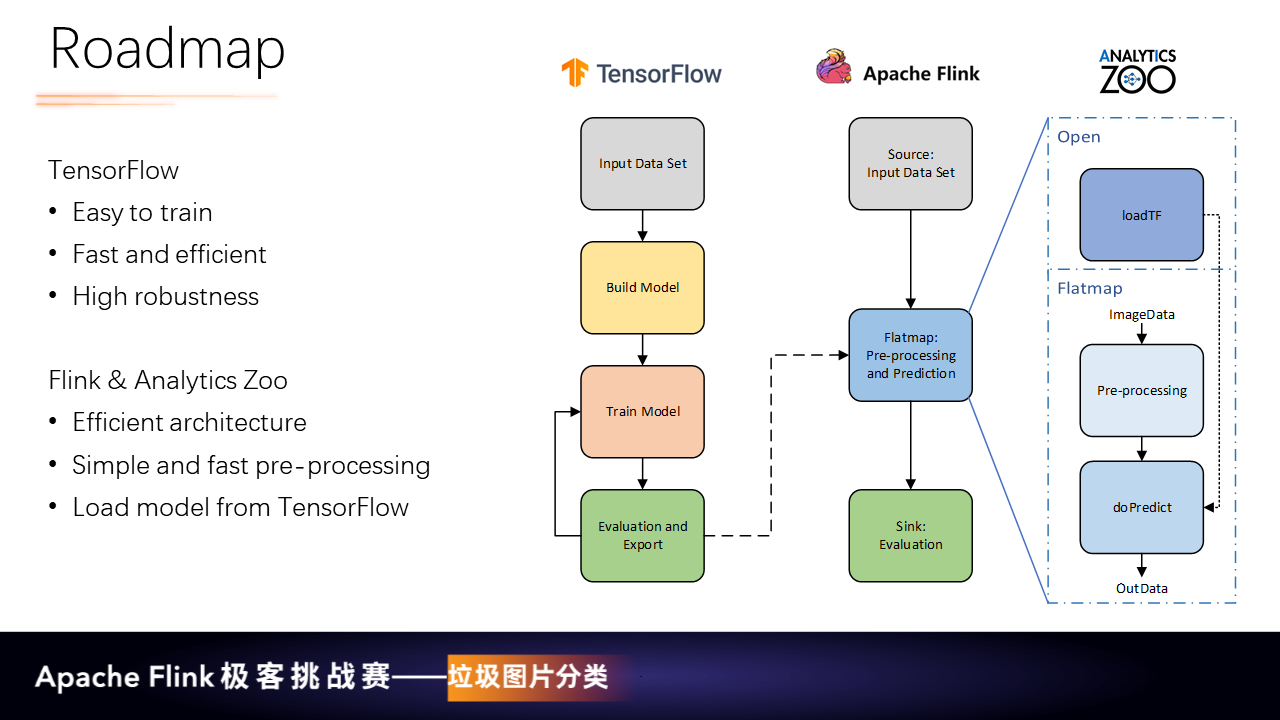 Roadmap
TensorFlow
• Easy to train
• Fast and efficient
• High robustness
Flink & Analytics Zoo
• Efficient architecture
• Simple and fast pre-processing
• Load model from TensorFlow
TensorFlow
Input Data Set
Build Model
Train Model
Evaluation and
Export
Apache Flink
Source:
Input Data Set
Flatmap:
Pre-processing
and Prediction
Sink:
Evaluation
ANALYTICS
ZOO
Open
loadTF
Flatmap
ImageData
Pre-processing
doPredict
OutData
Apache Flink极客挑战赛——垃圾图片分类